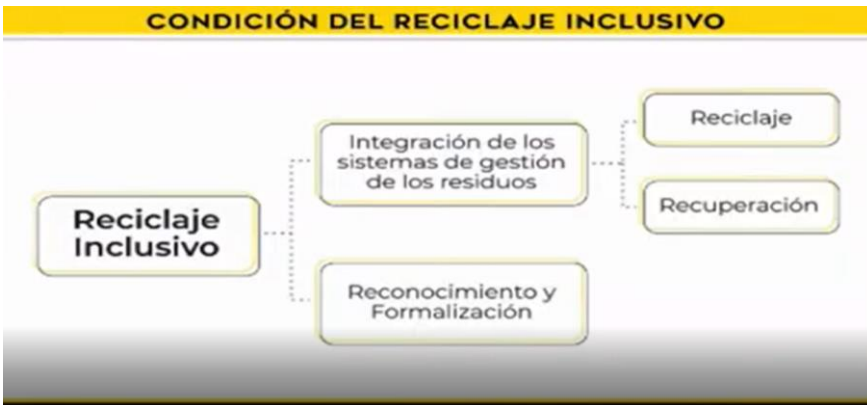 CONDICIÓN DEL RECICLAJE INCLUSIVO
Reciclaje
Inclusivo
Integración de los
sistemas de gestión
de los residuos
Reciclaje
Recuperación
Reconocimiento y
Formalización